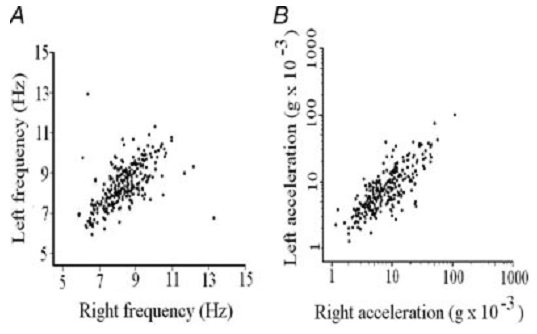 A
15
13
11
9
7
5
Left frequency (Hz)
5 7 9 11 13 15
Right frequency (Hz)
B
1000
100
10
1
Left acceleration (g x 10⁻³)
1 10 100 1000
Right acceleration (g x 10⁻³)